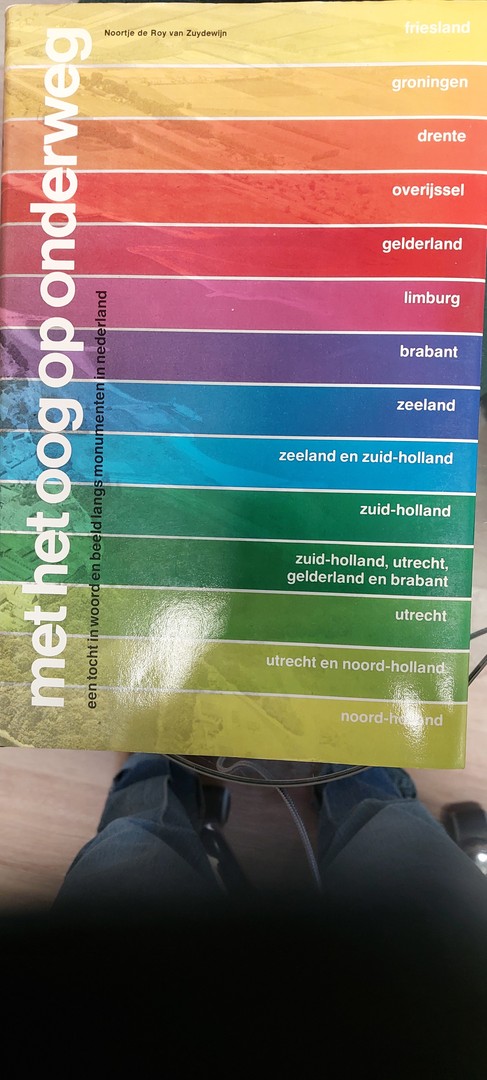 Noortje de Roy van Zuydewijn
met het oog op onderweg
een tocht in woord en beeld langs monumenten in nederland
friesland
groningen
drente
overijssel
gelderland
limburg
brabant
zeeland
zeeland en zuid-holland
zuid-holland
zuid-holland, utrecht,
gelderland en brabant
utrecht
utrecht en noord-holland
noord-holland